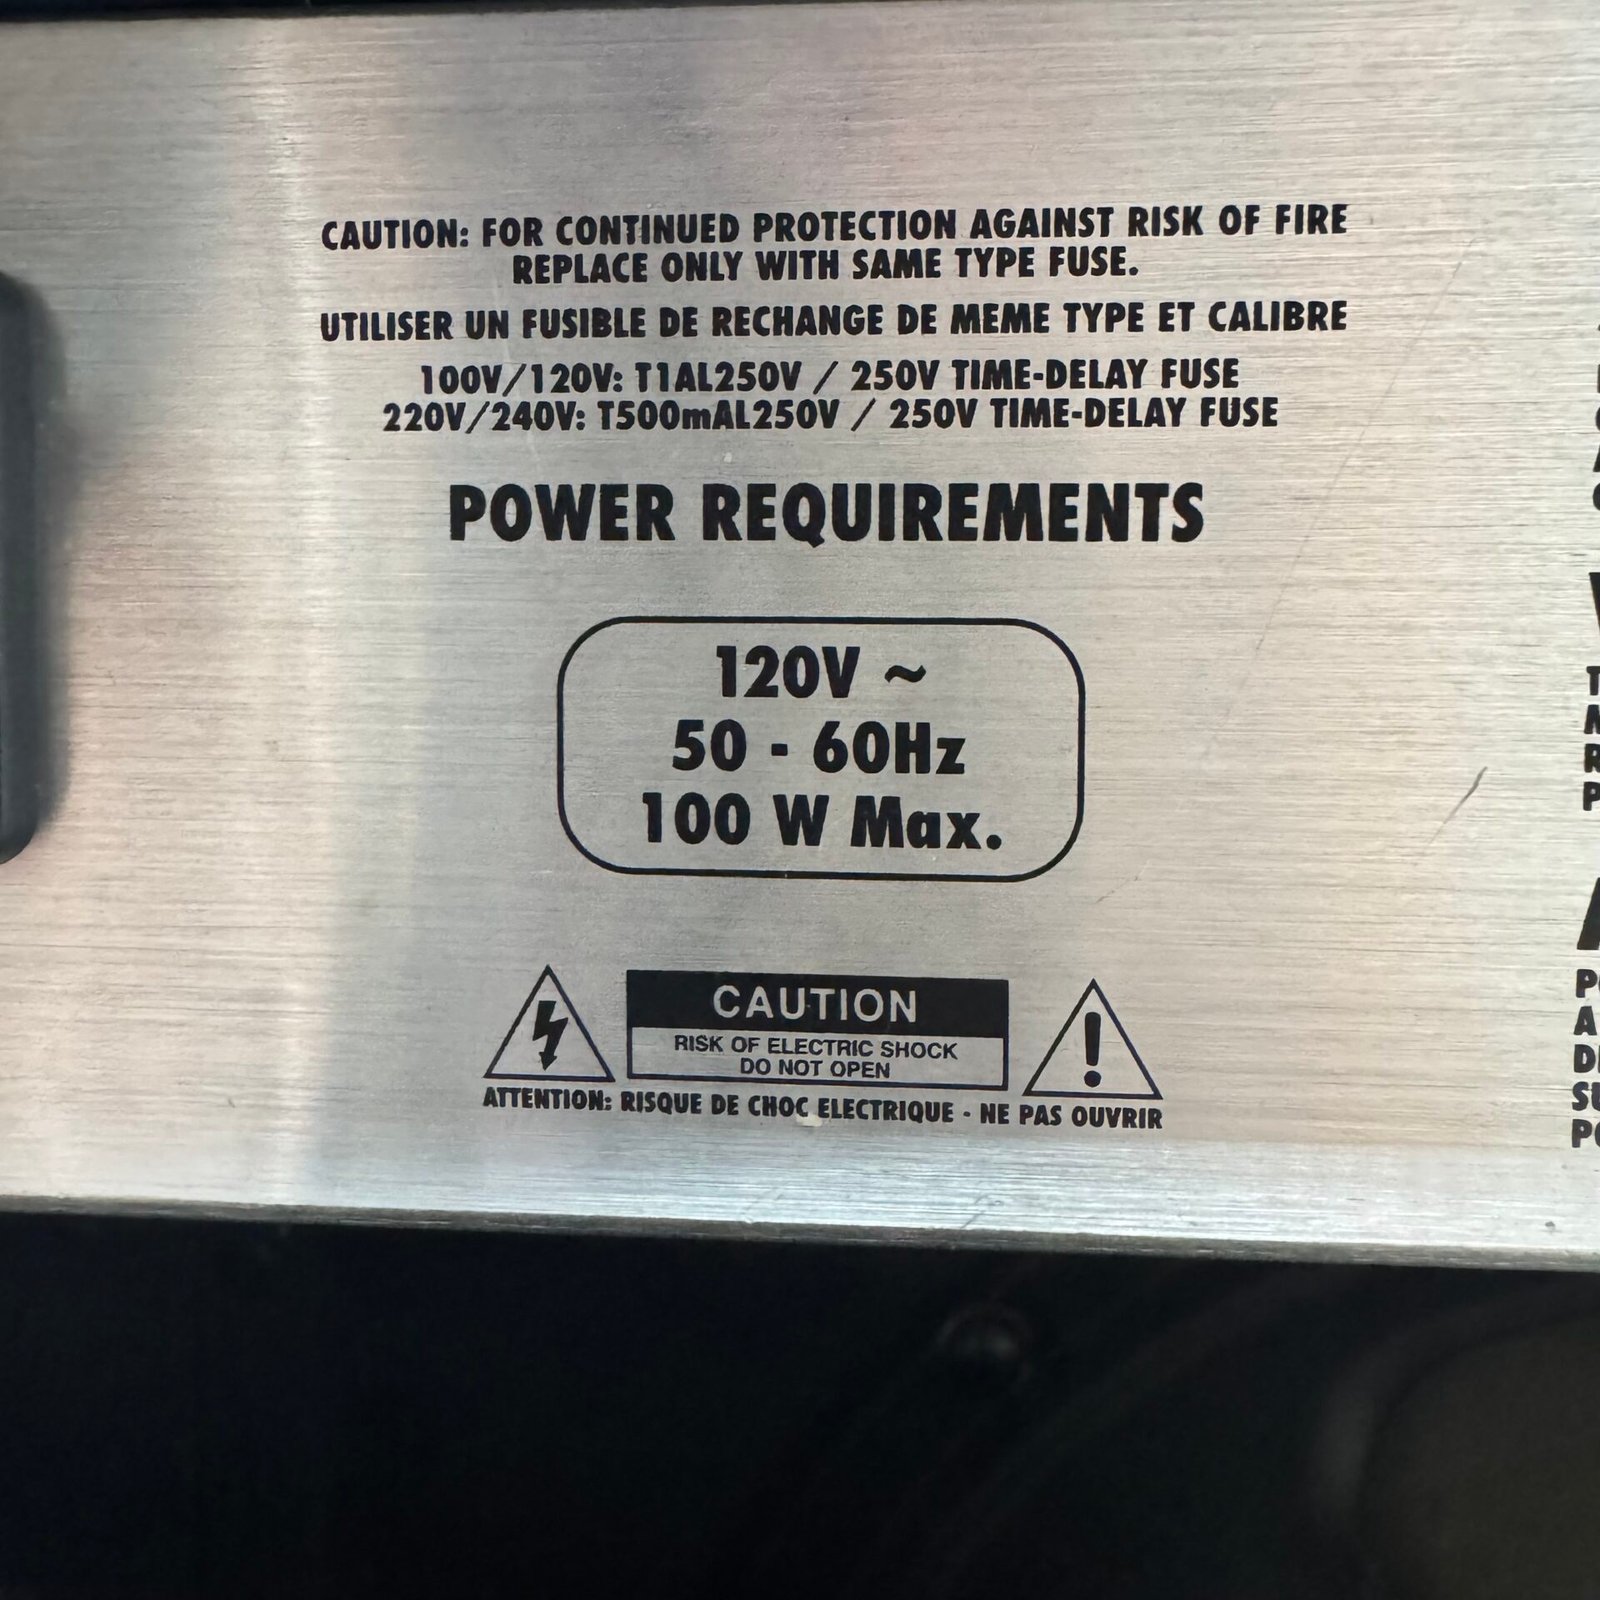 CAUTION: FOR CONTINUED PROTECTION AGAINST RISK OF FIRE
REPLACE ONLY WITH SAME TYPE FUSE.
UTILISER UN FUSIBLE DE RECHANGE DE MEME TYPE ET CALIBRE
100V/120V: T1AL250V / 250V TIME-DELAY FUSE
220V/240V: T500mAL250V / 250V TIME-DELAY FUSE
POWER REQUIREMENTS
120V ~
50 - 60Hz
100 W Max.
CAUTION
RISK OF ELECTRIC SHOCK
DO NOT OPEN
ATTENTION: RISQUE DE CHOC ELECTRIQUE - NE PAS OUVRIR